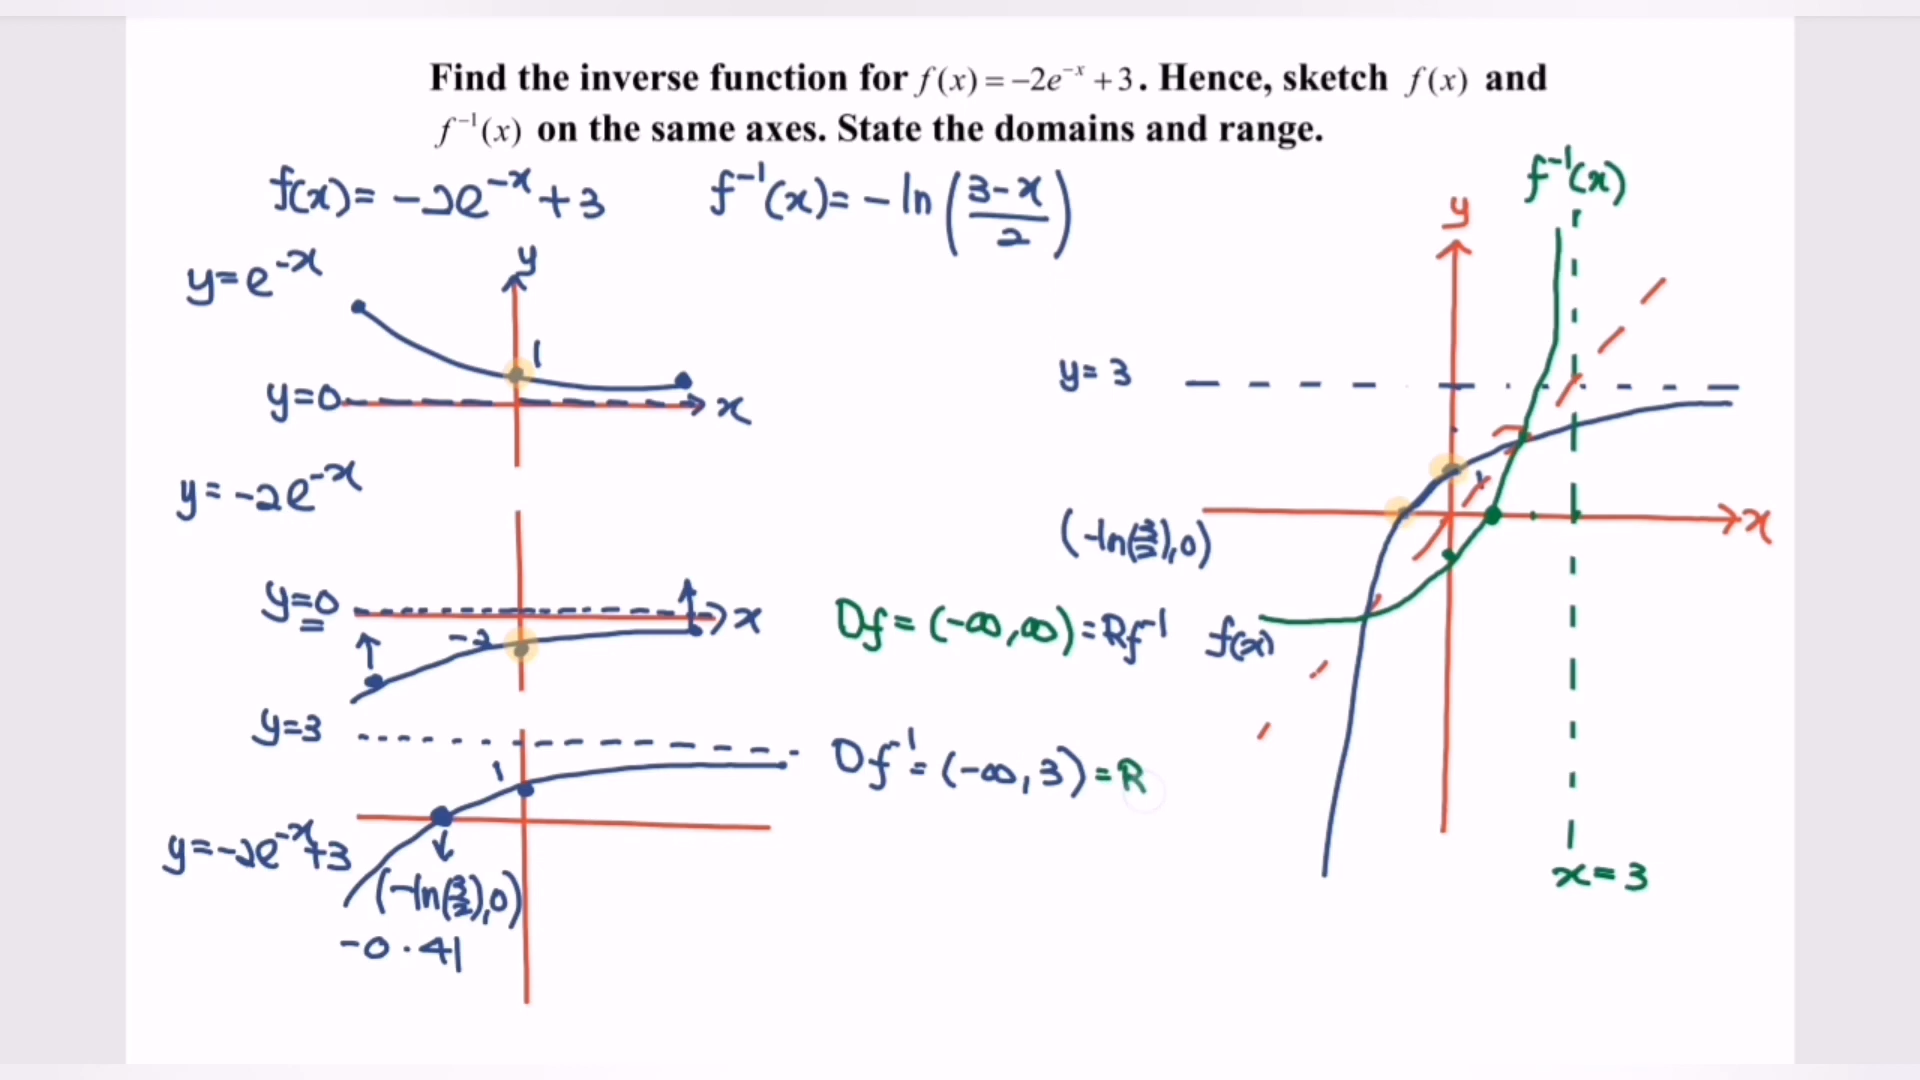 Find the inverse function for f(x) = −2e⁻ˣ + 3. Hence, sketch f(x) and
f⁻¹(x) on the same axes. State the domains and range.
f(x) = −2e⁻ˣ + 3
f⁻¹(x) = − ln ((3−x)/2)
y = e⁻ˣ
y
1
y=0
x
y = −2e⁻ˣ
y=0
−2
x
y=3
1
y=−2e⁻ˣ+3
(−ln(3/2),0)
−0.41
Df = (−∞,∞) = Rf⁻¹
Df⁻¹ = (−∞,3) = R
f⁻¹(x)
y
y = 3
1
x
(−ln(3/2),0)
f(x)
x = 3